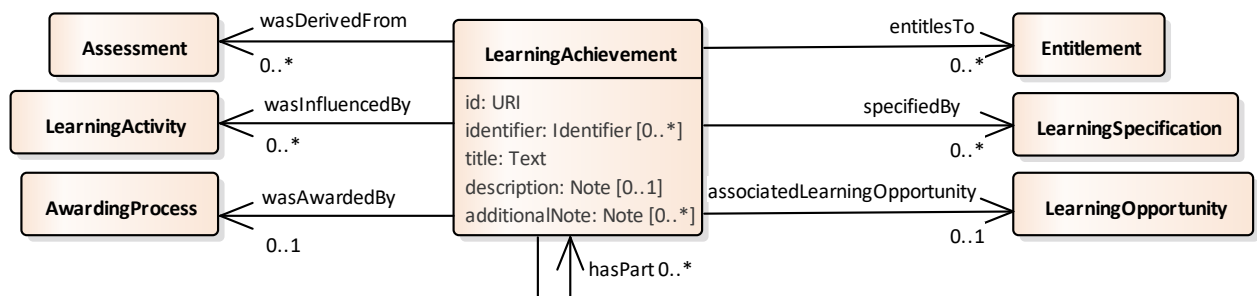 wasDerivedFrom
Assessment
0..*
wasInfluencedBy
LearningActivity
0..*
wasAwardedBy
AwardingProcess
0..1
LearningAchievement
id: URI
identifier: Identifier [0..*]
title: Text
description: Note [0..1]
additionalNote: Note [0..*]
hasPart 0..*
entitlesTo
Entitlement
0..*
specifiedBy
LearningSpecification
0..*
associatedLearningOpportunity
LearningOpportunity
0..1